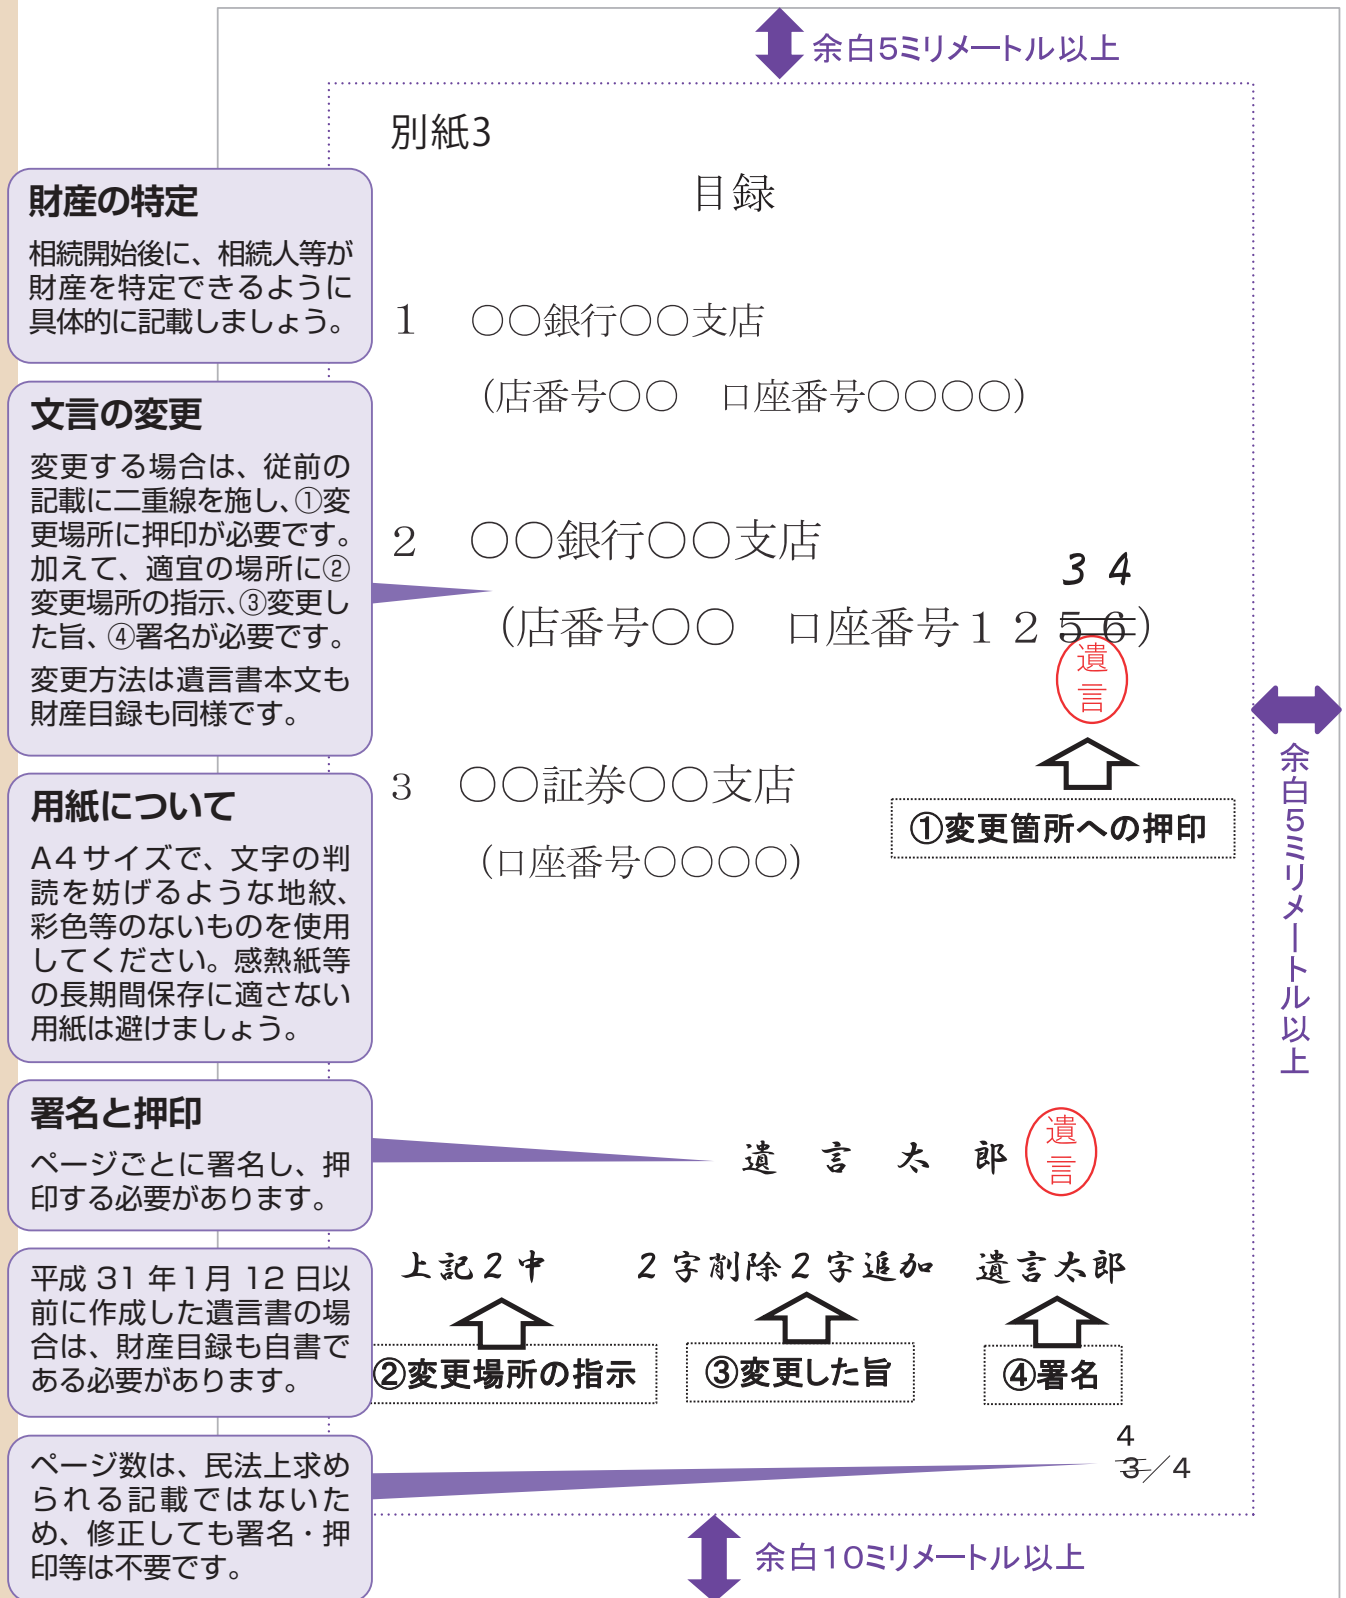 余白5ミリメートル以上
別紙3
目録
財産の特定
相続開始後に、相続人等が
財産を特定できるように
具体的に記載しましょう。
1　○○銀行○○支店
(店番号○○　口座番号○○○○)
文言の変更
変更する場合は、従前の
記載に二重線を施し、①変
更場所に押印が必要です。
加えて、適宜の場所に②
変更場所の指示、③変更し
た旨、④署名が必要です。
変更方法は遺言書本文も
財産目録も同様です。
2　○○銀行○○支店
3 4
(店番号○○　口座番号1 2 5 6)
遺言
①変更箇所への押印
余白5ミリメートル以上
3　○○証券○○支店
(口座番号○○○○)
用紙について
A4サイズで、文字の判
読を妨げるような地紋、
彩色等のないものを使用
してください。感熱紙等
の長期間保存に適さない
用紙は避けましょう。
署名と押印
ページごとに署名し、押
印する必要があります。
遺　言　太　郎
遺言
上記2中　2字削除2字追加　遺言太郎
②変更場所の指示
③変更した旨
④署名
平成 31 年1月 12 日以
前に作成した遺言書の場
合は、財産目録も自書で
ある必要があります。
4
3／4
ページ数は、民法上求め
られる記載ではないた
め、修正しても署名・押
印等は不要です。
余白10ミリメートル以上